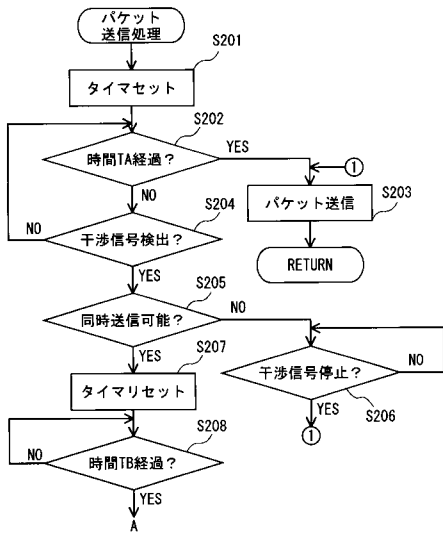 パケット
送信処理
S201
タイマセット
S202
時間TA経過?
YES
①
NO
S204
パケット送信
S203
NO
干渉信号検出?
RETURN
YES
S205
同時送信可能?
NO
YES
S207
タイマリセット
干渉信号停止?
NO
S208
YES
S206
NO
時間TB経過?
①
YES
A